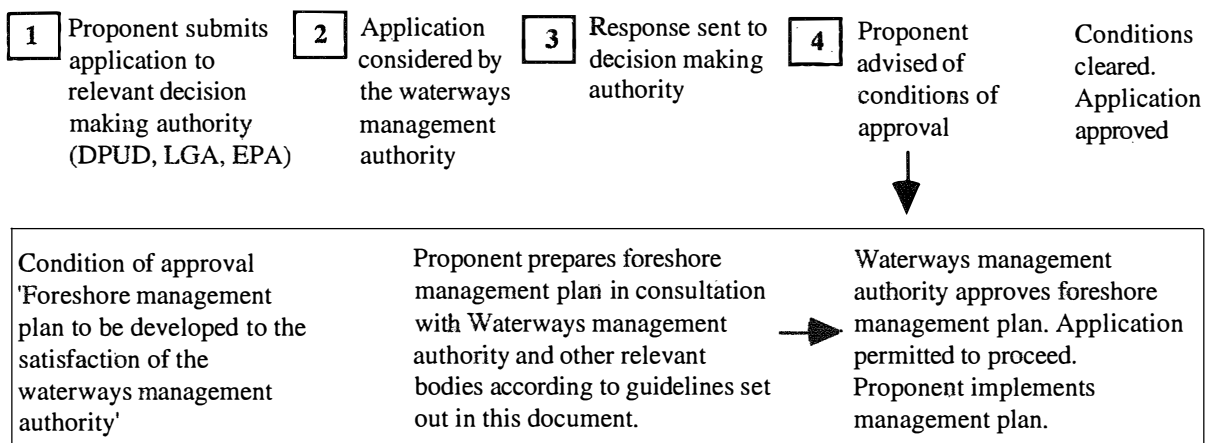 1
Proponent submits
application to
relevant decision
making authority
(DPUD, LGA, EPA)
2
Application
considered by
the waterways
management
authority
3
Response sent to
decision making
authority
4
Proponent
advised of
conditions of
approval
Conditions
cleared.
Application
approved
Condition of approval
'Foreshore management
plan to be developed to the
satisfaction of the
waterways management
authority'
Proponent prepares foreshore
management plan in consultation
with Waterways management
authority and other relevant
bodies according to guidelines set
out in this document.
Waterways management
authority approves foreshore
management plan. Application
permitted to proceed.
Proponent implements
management plan.